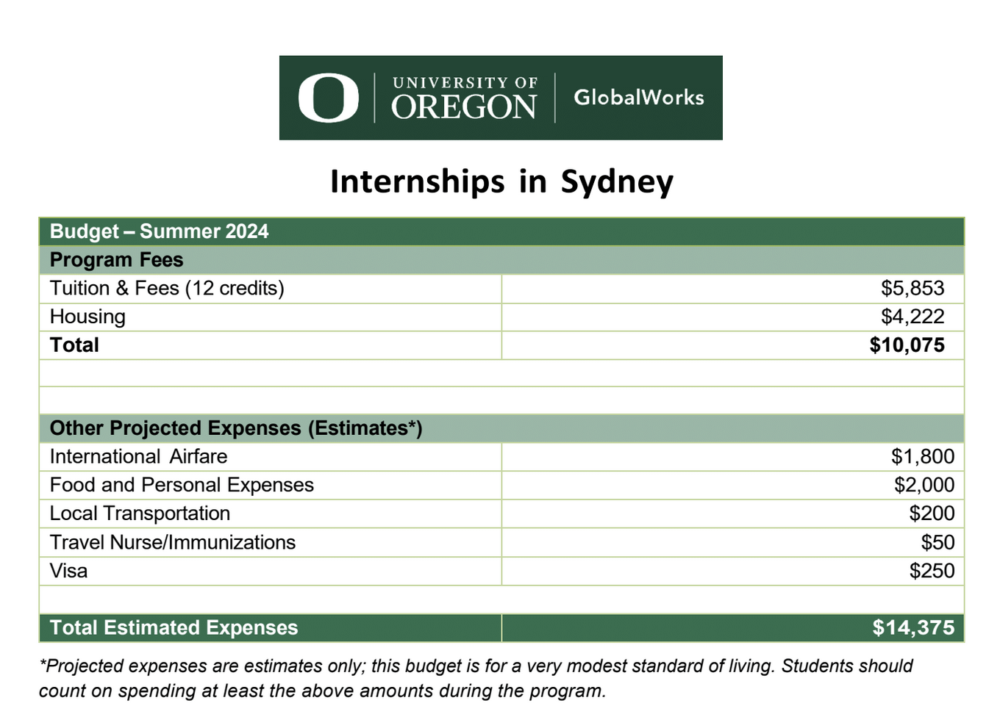 O
UNIVERSITY OF
OREGON
GlobalWorks
Internships in Sydney
Budget – Summer 2024
Program Fees
Tuition & Fees (12 credits) $5,853
Housing $4,222
Total $10,075
Other Projected Expenses (Estimates*)
International Airfare $1,800
Food and Personal Expenses $2,000
Local Transportation $200
Travel Nurse/Immunizations $50
Visa $250
Total Estimated Expenses $14,375
*Projected expenses are estimates only; this budget is for a very modest standard of living. Students should
count on spending at least the above amounts during the program.